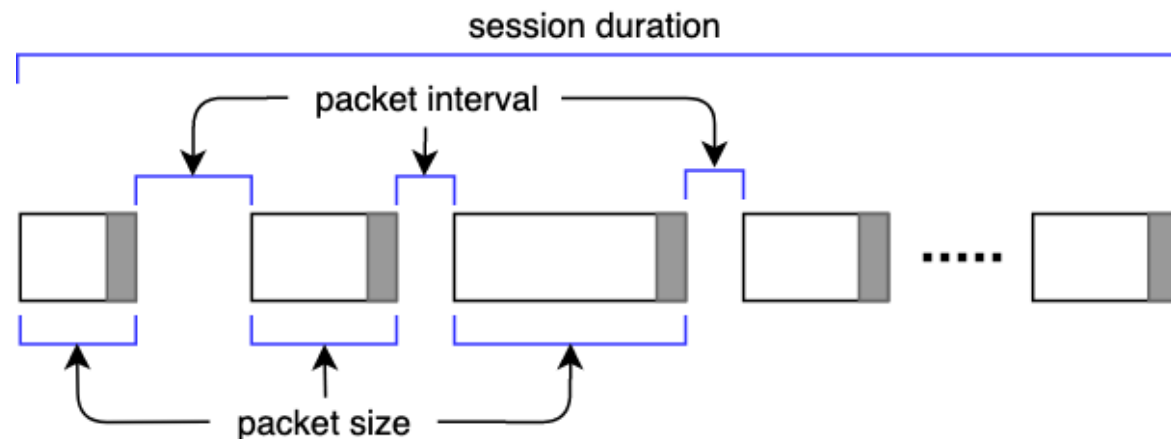 session duration
packet interval
packet size